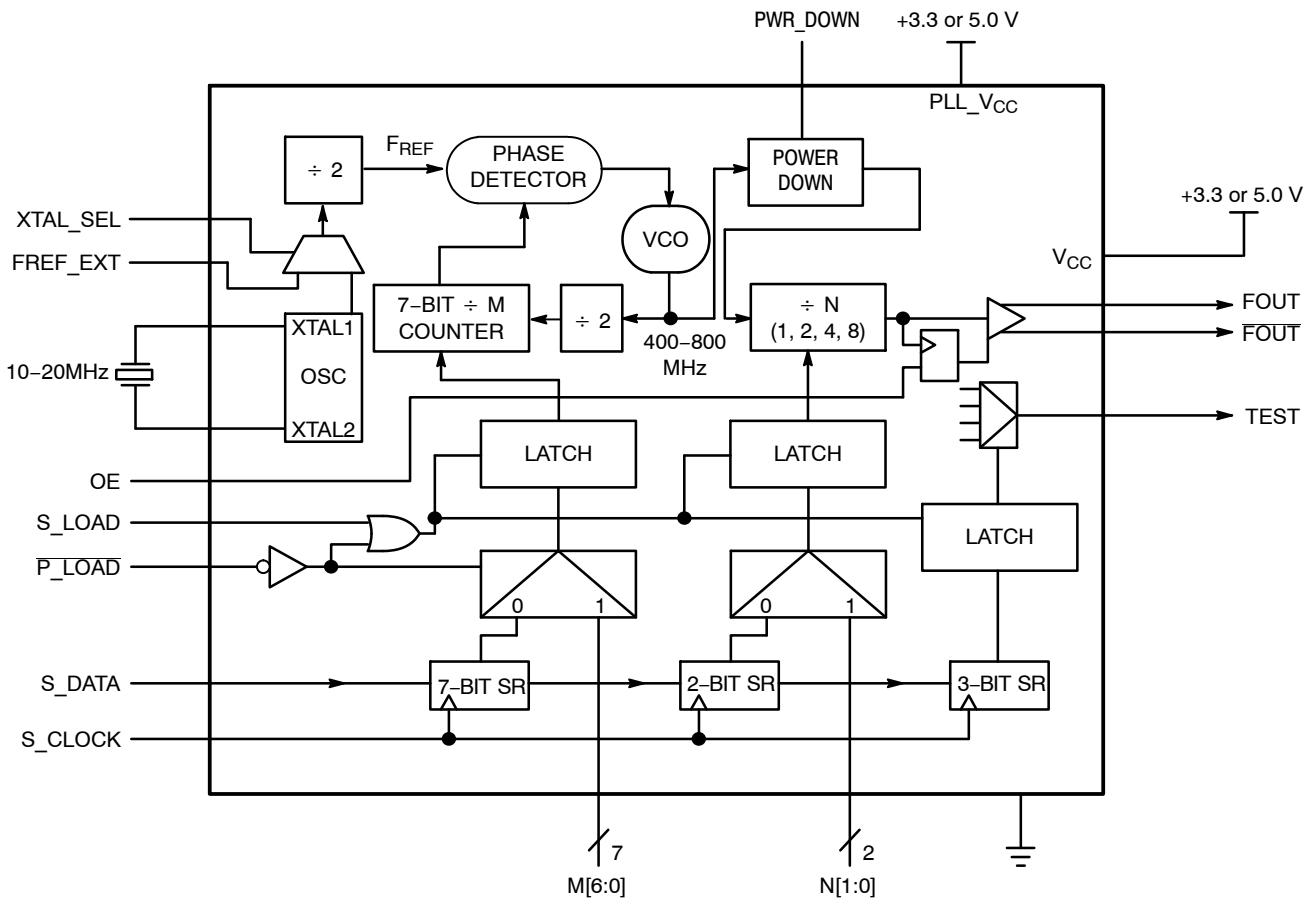 PWR_DOWN
+3.3 or 5.0 V
PLL_VCC
÷ 2
FREF
PHASE
DETECTOR
POWER
DOWN
+3.3 or 5.0 V
XTAL_SEL
VCO
FREF_EXT
VCC
7−BIT ÷ M
COUNTER
÷ 2
÷ N
(1, 2, 4, 8)
FOUT
FOUT
400−800
MHz
XTAL1
10−20MHz
OSC
XTAL2
TEST
LATCH
LATCH
OE
S_LOAD
LATCH
P_LOAD
0 1
0 1
S_DATA
7−BIT SR
2−BIT SR
3−BIT SR
S_CLOCK
7
2
M[6:0]
N[1:0]